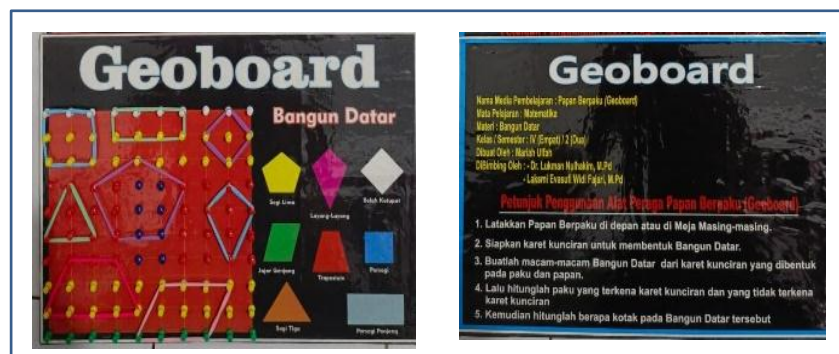 Geoboard
Bangun Datar
Segi Lima
Layang-Layang
Belah Ketupat
Jajar Genjang
Trapesium
Persegi
Segi Tiga
Persegi Panjang
Geoboard
Nama Media Pembelajaran : Papan Berpaku (Geoboard)
Mata Pelajaran : Matematika
Materi : Bangun Datar
Kelas / Semester : IV (Empat) / 2 (Dua)
Dibuat Oleh : Mariah Ulfah
DiBimbing Oleh : - Dr. Lukman Nulhakim, M.Pd
- Laksmi Evasufi Widi Fajari, M.Pd
Petunjuk Penggunaan Alat Peraga Papan Berpaku (Geoboard)
1. Latakkan Papan Berpaku di depan atau di Meja Masing-masing.
2. Siapkan karet kunciran untuk membentuk Bangun Datar.
3. Buatlah macam-macam Bangun Datar dari karet kunciran yang dibentuk
pada paku dan papan.
4. Lalu hitunglah paku yang terkena karet kunciran dan yang tidak terkena
karet kunciran
5. Kemudian hitunglah berapa kotak pada Bangun Datar tersebut